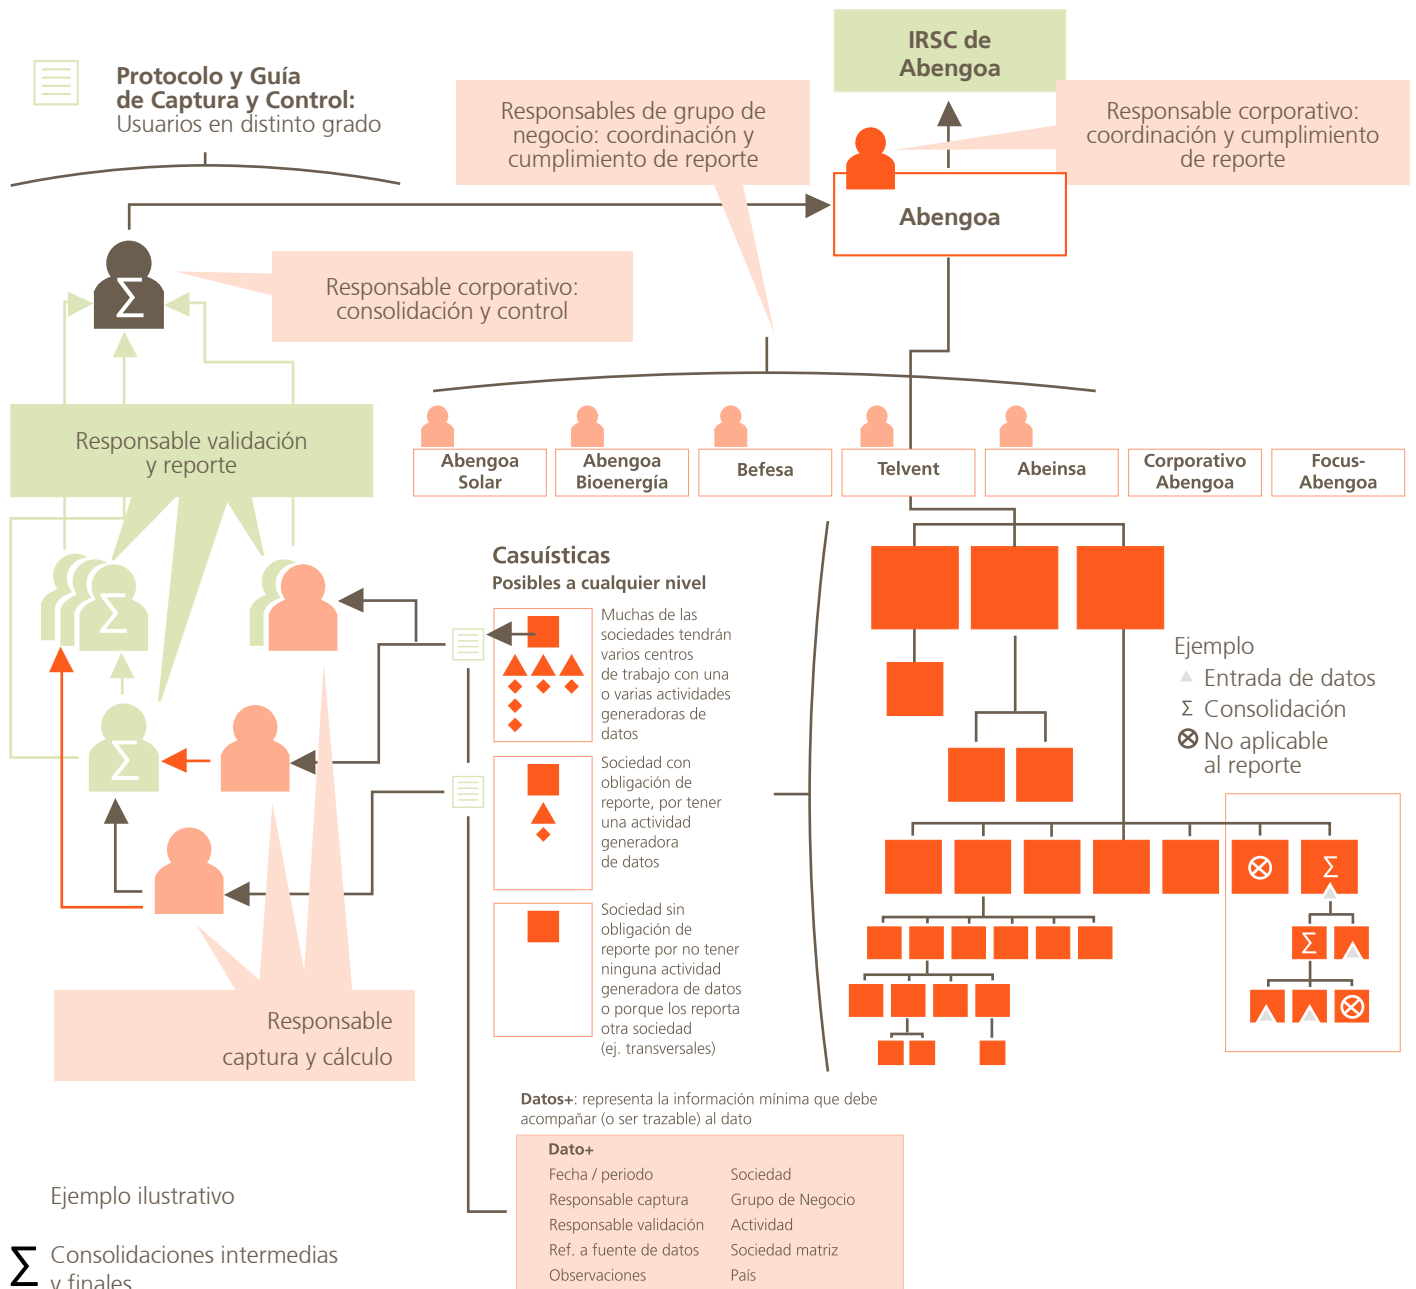 IRSC de
Abengoa
Protocolo y Guía
de Captura y Control:
Usuarios en distinto grado
Responsables de grupo de
negocio: coordinación y
cumplimiento de reporte
Responsable corporativo:
coordinación y cumplimiento
de reporte
Abengoa
Σ
Responsable corporativo:
consolidación y control
Responsable validación
y reporte
Abengoa
Solar
Abengoa
Bioenergía
Befesa
Telvent
Abeinsa
Corporativo
Abengoa
Focus-
Abengoa
Σ
Σ
Casuísticas
Posibles a cualquier nivel
Muchas de las
sociedades tendrán
varios centros
de trabajo con una
o varias actividades
generadoras de
datos
Sociedad con
obligación de
reporte, por tener
una actividad
generadora
de datos
Sociedad sin
obligación de
reporte por no tener
ninguna actividad
generadora de datos
o porque los reporta
otra sociedad
(ej. transversales)
Ejemplo
Entrada de datos
Σ Consolidación
No aplicable
al reporte
Σ
Σ
Responsable
captura y cálculo
Datos+: representa la información mínima que debe
acompañar (o ser trazable) al dato
Dato+
Fecha / periodo Sociedad
Responsable captura Grupo de Negocio
Responsable validación Actividad
Ref. a fuente de datos Sociedad matriz
Observaciones País
Ejemplo ilustrativo
Σ Consolidaciones intermedias
y finales